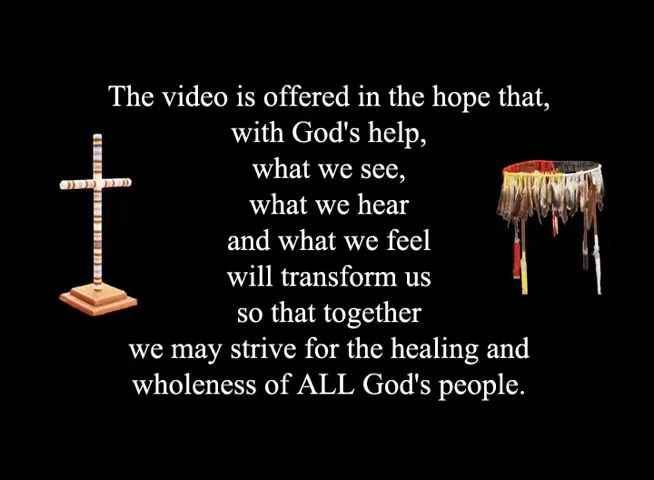 The video is offered in the hope that,
with God's help,
what we see,
what we hear
and what we feel
will transform us
so that together
we may strive for the healing and
wholeness of ALL God's people.